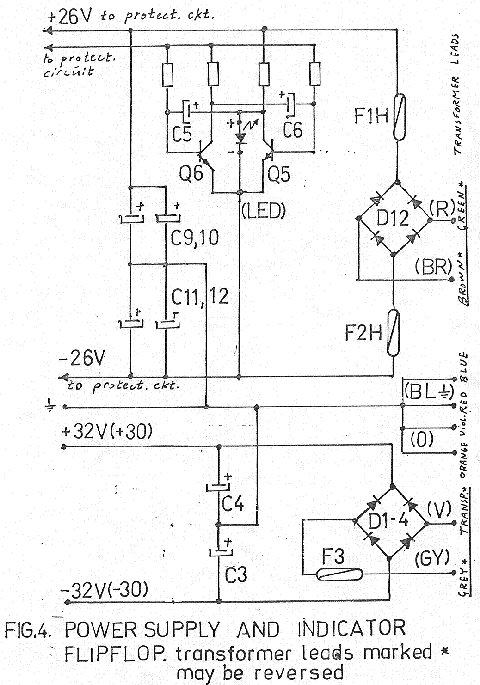 +26V to protect. ckt.
to protect.
circuit
C5
C6
Q6
Q5
(LED)
F1H
TRANSFORMER LEADS
D12
(R)
GREEN *
(BR)
BROWN *
C9,10
C11, 12
F2H
-26V
to protect. ckt.
(BL⏚)
ORANGE VIOL/RED BLUE
(O)
+32V(+30)
C4
D1-4
(V)
TRANSP. *
C3
F3
(GY)
GREY *
-32V(-30)
FIG.4. POWER SUPPLY AND INDICATOR
FLIPFLOP. transformer leads marked *
may be reversed